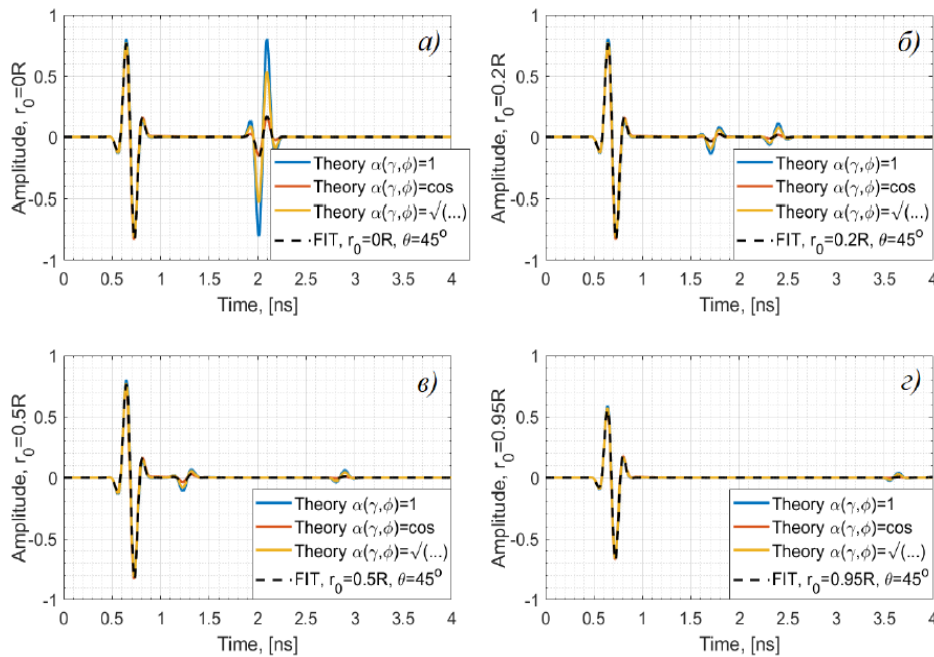 а)
Amplitude, r₀=0R
1
0.5
0
-0.5
-1
0 0.5 1 1.5 2 2.5 3 3.5 4
Time, [ns]
Theory α(γ,ϕ)=1
Theory α(γ,ϕ)=cos
Theory α(γ,ϕ)=√(...)
FIT, r₀=0R, θ=45°
б)
Amplitude, r₀=0.2R
1
0.5
0
-0.5
-1
0 0.5 1 1.5 2 2.5 3 3.5 4
Time, [ns]
Theory α(γ,ϕ)=1
Theory α(γ,ϕ)=cos
Theory α(γ,ϕ)=√(...)
FIT, r₀=0.2R, θ=45°
в)
Amplitude, r₀=0.5R
1
0.5
0
-0.5
-1
0 0.5 1 1.5 2 2.5 3 3.5 4
Time, [ns]
Theory α(γ,ϕ)=1
Theory α(γ,ϕ)=cos
Theory α(γ,ϕ)=√(...)
FIT, r₀=0.5R, θ=45°
г)
Amplitude, r₀=0.95R
1
0.5
0
-0.5
-1
0 0.5 1 1.5 2 2.5 3 3.5 4
Time, [ns]
Theory α(γ,ϕ)=1
Theory α(γ,ϕ)=cos
Theory α(γ,ϕ)=√(...)
FIT, r₀=0.95R, θ=45°